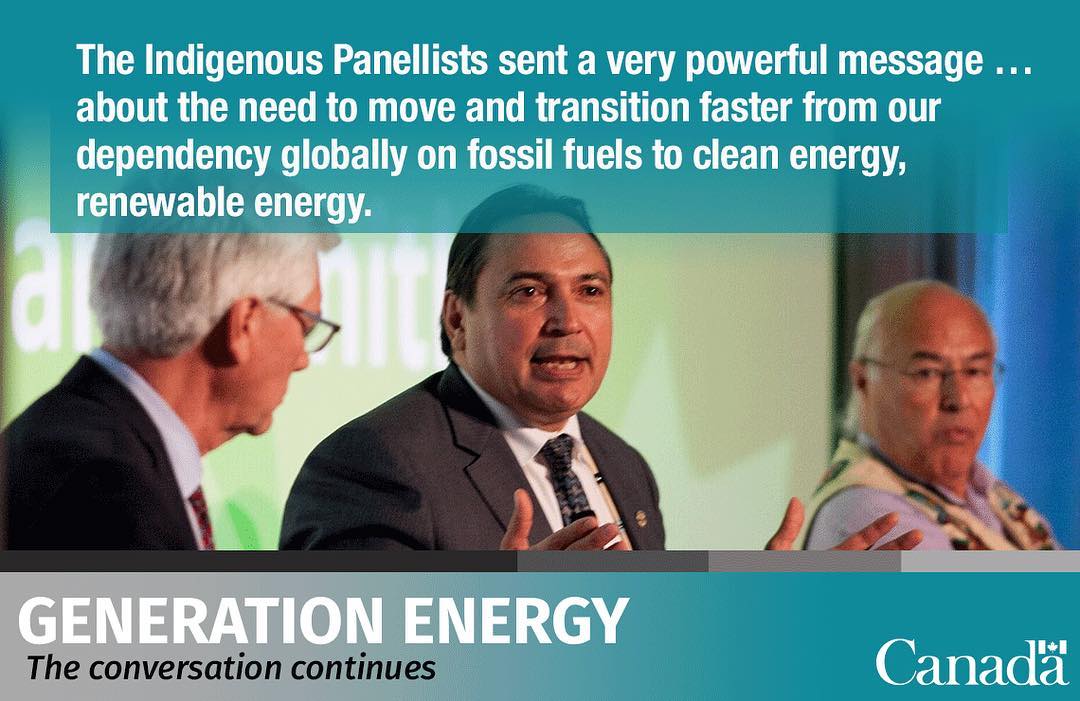 The Indigenous Panellists sent a very powerful message …
about the need to move and transition faster from our
dependency globally on fossil fuels to clean energy,
renewable energy.
GENERATION ENERGY
The conversation continues
Canada